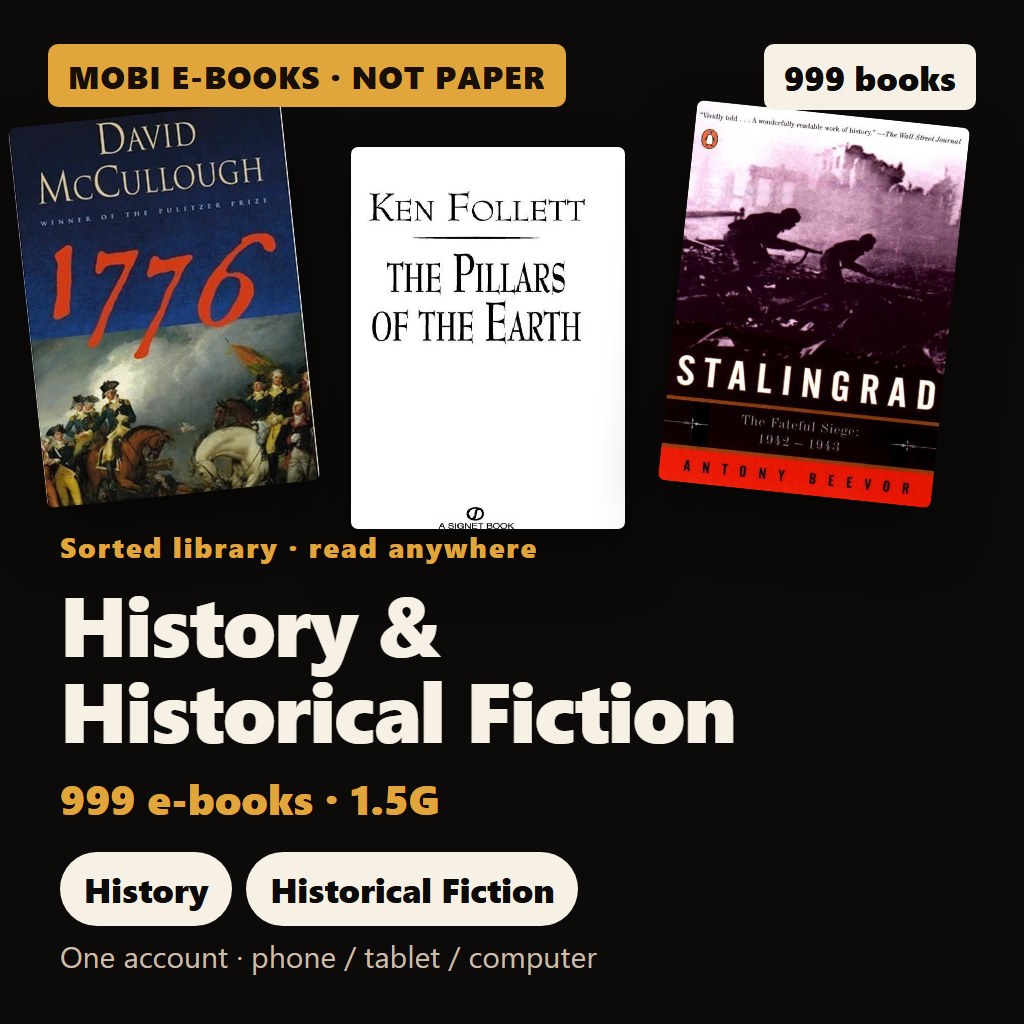 MOBI E-BOOKS · NOT PAPER
999 books
DAVID
McCULLOUGH
WINNER OF THE PULITZER PRIZE
1776
KEN FOLLETT
THE PILLARS
OF THE EARTH
A SIGNET BOOK
"Vividly told . . . A wonderfully readable work of history." —The Wall Street Journal
STALINGRAD
The Fateful Siege:
1942 – 1943
ANTONY BEEVOR
Sorted library · read anywhere
History &
Historical Fiction
999 e-books · 1.5G
History
Historical Fiction
One account · phone / tablet / computer